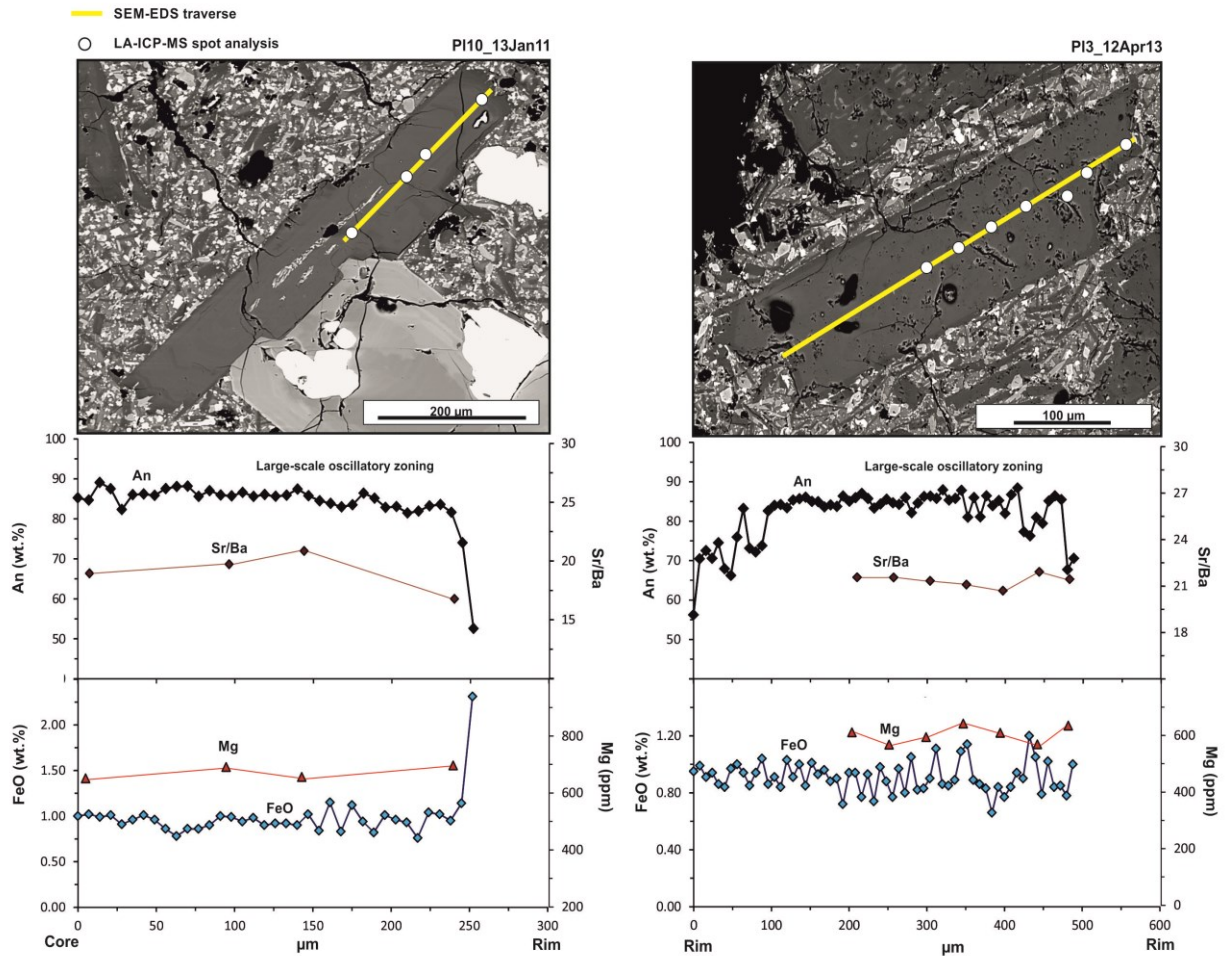 SEM-EDS traverse
LA-ICP-MS spot analysis
Pl10_13Jan11
Pl3_12Apr13
200 µm
100 µm
100
90
80
70
60
50
An (wt.%)
An
Large-scale oscillatory zoning
Sr/Ba
30
25
20
15
Sr/Ba
100
90
80
70
60
50
An (wt.%)
An
Large-scale oscillatory zoning
Sr/Ba
30
27
24
21
18
Sr/Ba
2.00
1.50
1.00
0.50
0.00
FeO (wt.%)
Mg
FeO
800
600
400
200
Mg (ppm)
0 50 100 150 200 250 300
Core µm Rim
1.20
0.80
0.40
0.00
FeO (wt.%)
FeO
Mg
600
400
200
0
Mg (ppm)
0 100 200 300 400 500 600
Rim µm Rim